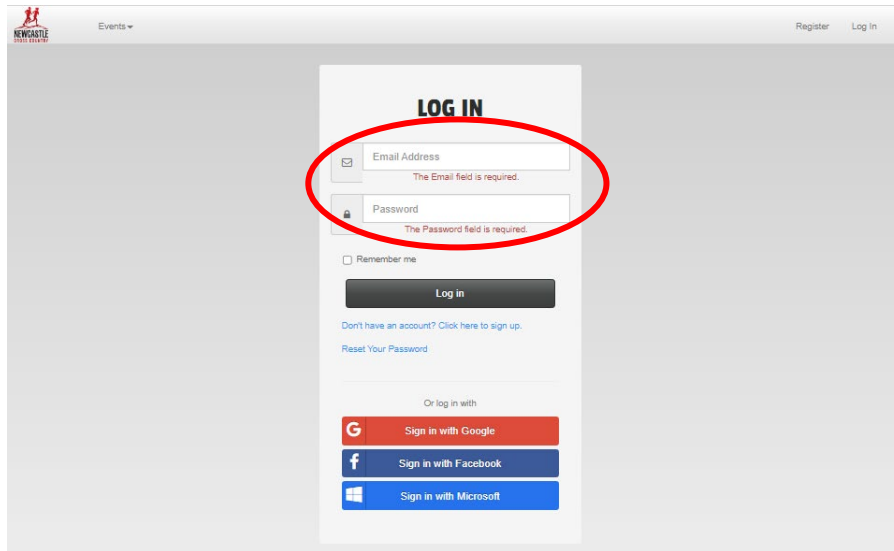 NEWCASTLE
CROSS COUNTRY
Events
Register
Log In
LOG IN
Email Address
The Email field is required.
Password
The Password field is required.
Remember me
Log in
Don't have an account? Click here to sign up.
Reset Your Password
Or log in with
G Sign in with Google
f Sign in with Facebook
Sign in with Microsoft